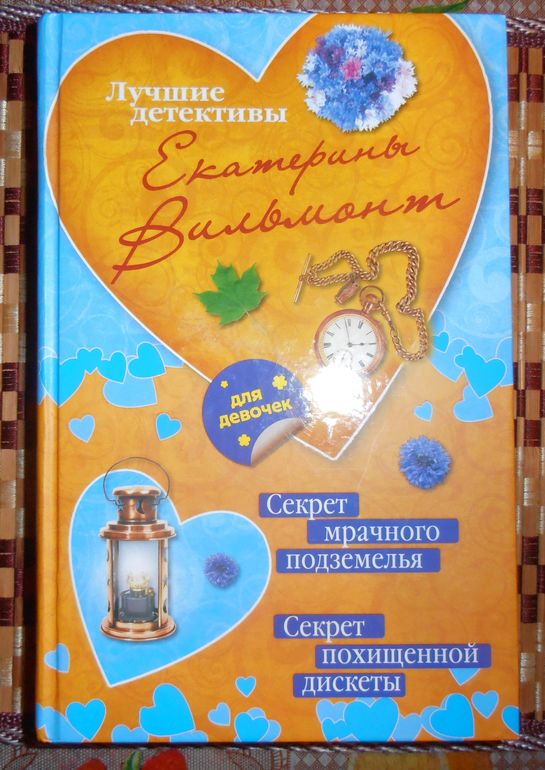 Лучшие
детективы
Екатерины
Вильмонт
для
девочек
Секрет
мрачного
подземелья
Секрет
похищенной
дискеты